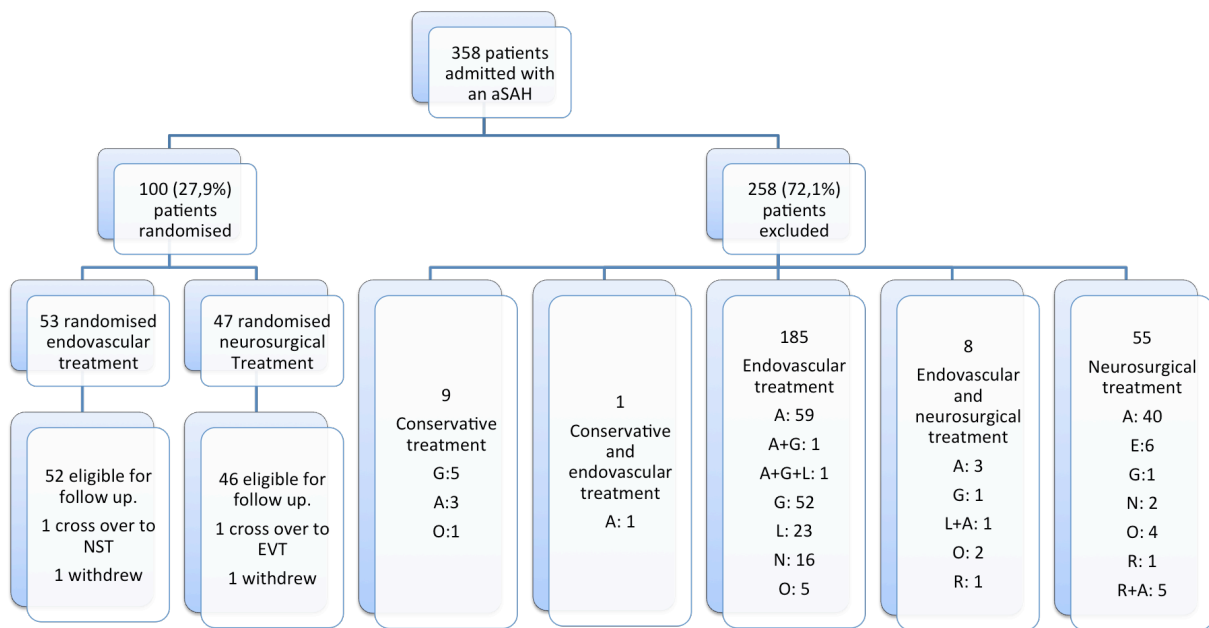 358 patients
admitted with
an aSAH
100 (27,9%)
patients
randomised
258 (72,1%)
patients
excluded
53 randomised
endovascular
treatment
47 randomised
neurosurgical
Treatment
52 eligible for
follow up.
1 cross over to
NST
1 withdrew
46 eligible for
follow up.
1 cross over to
EVT
1 withdrew
9
Conservative
treatment
G:5
A:3
O:1
1
Conservative
and
endovascular
treatment
A: 1
185
Endovascular
treatment
A: 59
A+G: 1
A+G+L: 1
G: 52
L: 23
N: 16
O: 5
8
Endovascular
and
neurosurgical
treatment
A: 3
G: 1
L+A: 1
O: 2
R: 1
55
Neurosurgical
treatment
A: 40
E:6
G:1
N: 2
O: 4
R: 1
R+A: 5